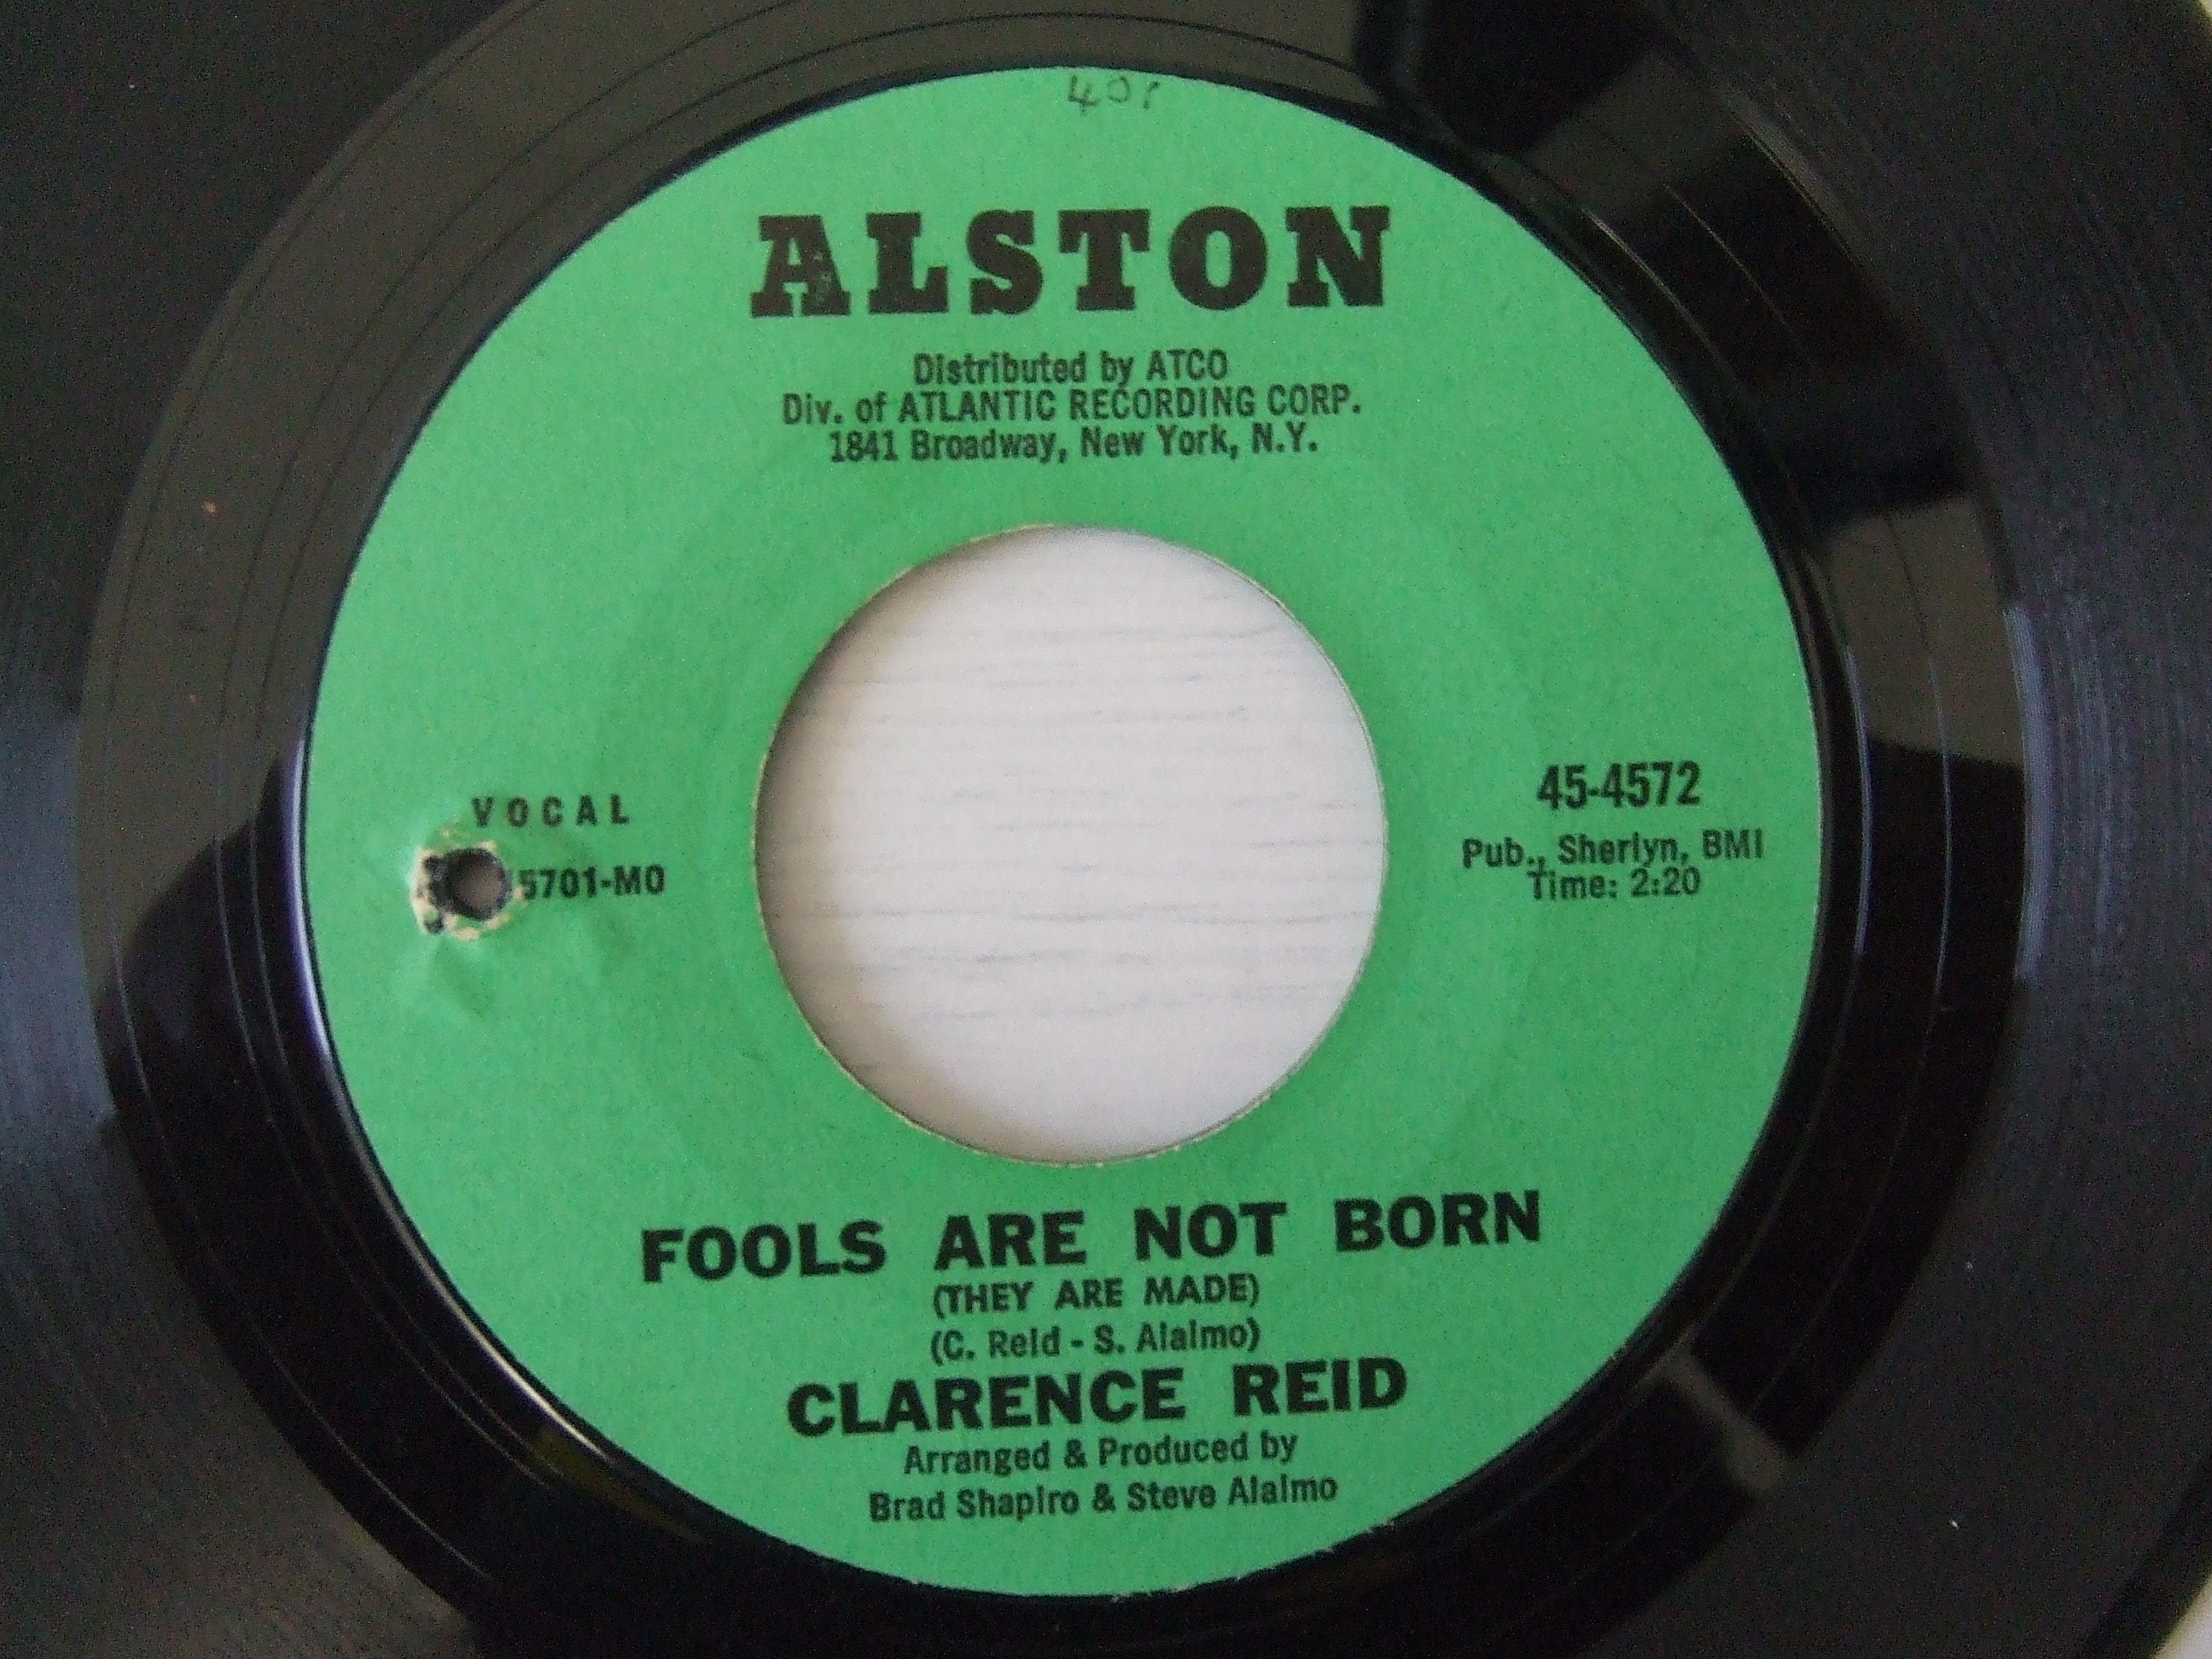 ALSTON
Distributed by ATCO
Div. of ATLANTIC RECORDING CORP.
1841 Broadway, New York, N.Y.
VOCAL
5701-MO
45-4572
Pub., Sherlyn, BMI
Time: 2:20
FOOLS ARE NOT BORN
(THEY ARE MADE)
(C. Reid - S. Alaimo)
CLARENCE REID
Arranged & Produced by
Brad Shapiro & Steve Alaimo